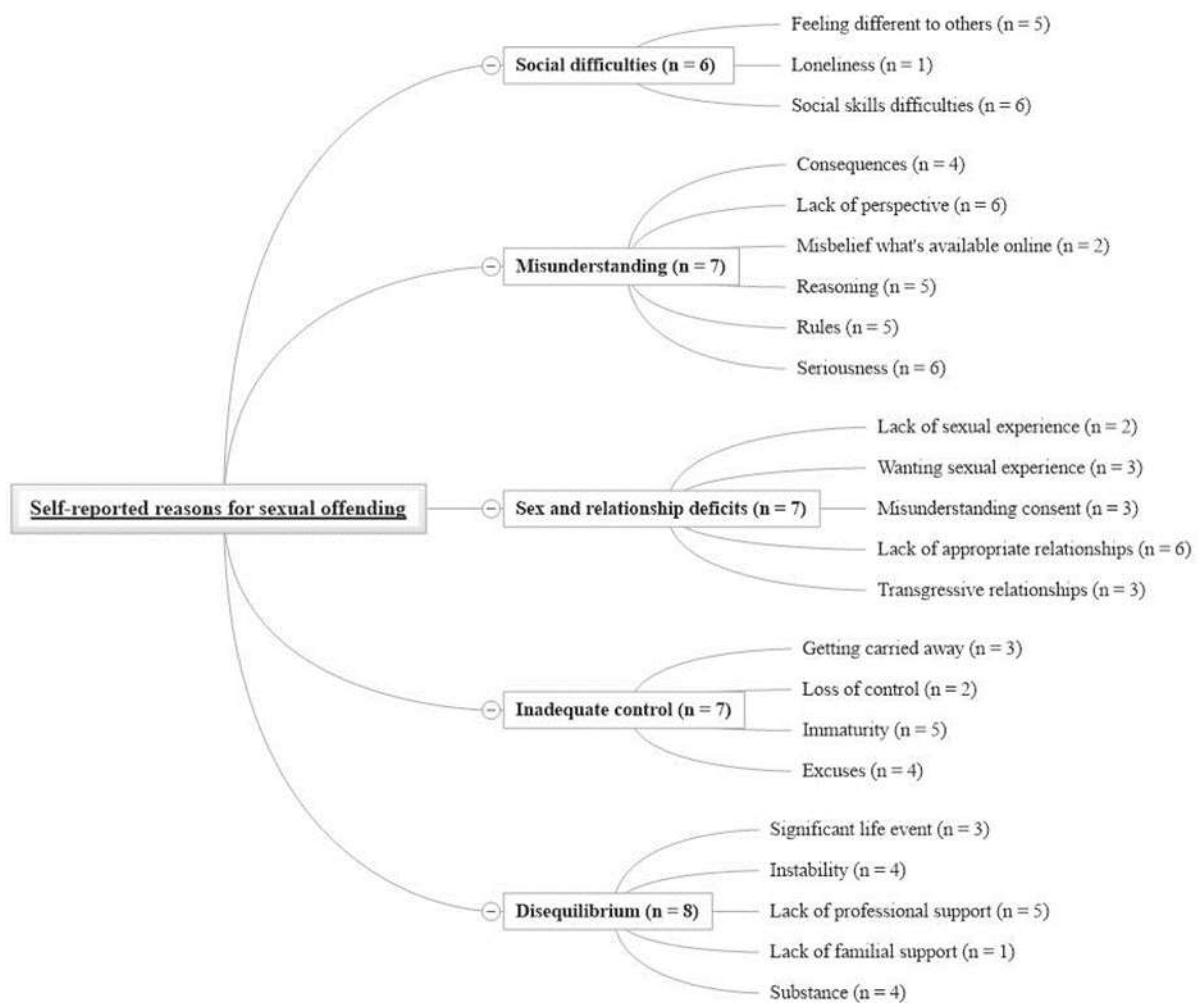 Feeling different to others (n = 5)
Social difficulties (n = 6)
Loneliness (n = 1)
Social skills difficulties (n = 6)
Consequences (n = 4)
Lack of perspective (n = 6)
Misbelief what's available online (n = 2)
Misunderstanding (n = 7)
Reasoning (n = 5)
Rules (n = 5)
Seriousness (n = 6)
Lack of sexual experience (n = 2)
Wanting sexual experience (n = 3)
Self-reported reasons for sexual offending
Sex and relationship deficits (n = 7)
Misunderstanding consent (n = 3)
Lack of appropriate relationships (n = 6)
Transgressive relationships (n = 3)
Getting carried away (n = 3)
Loss of control (n = 2)
Inadequate control (n = 7)
Immaturity (n = 5)
Excuses (n = 4)
Significant life event (n = 3)
Instability (n = 4)
Disequilibrium (n = 8)
Lack of professional support (n = 5)
Lack of familial support (n = 1)
Substance (n = 4)